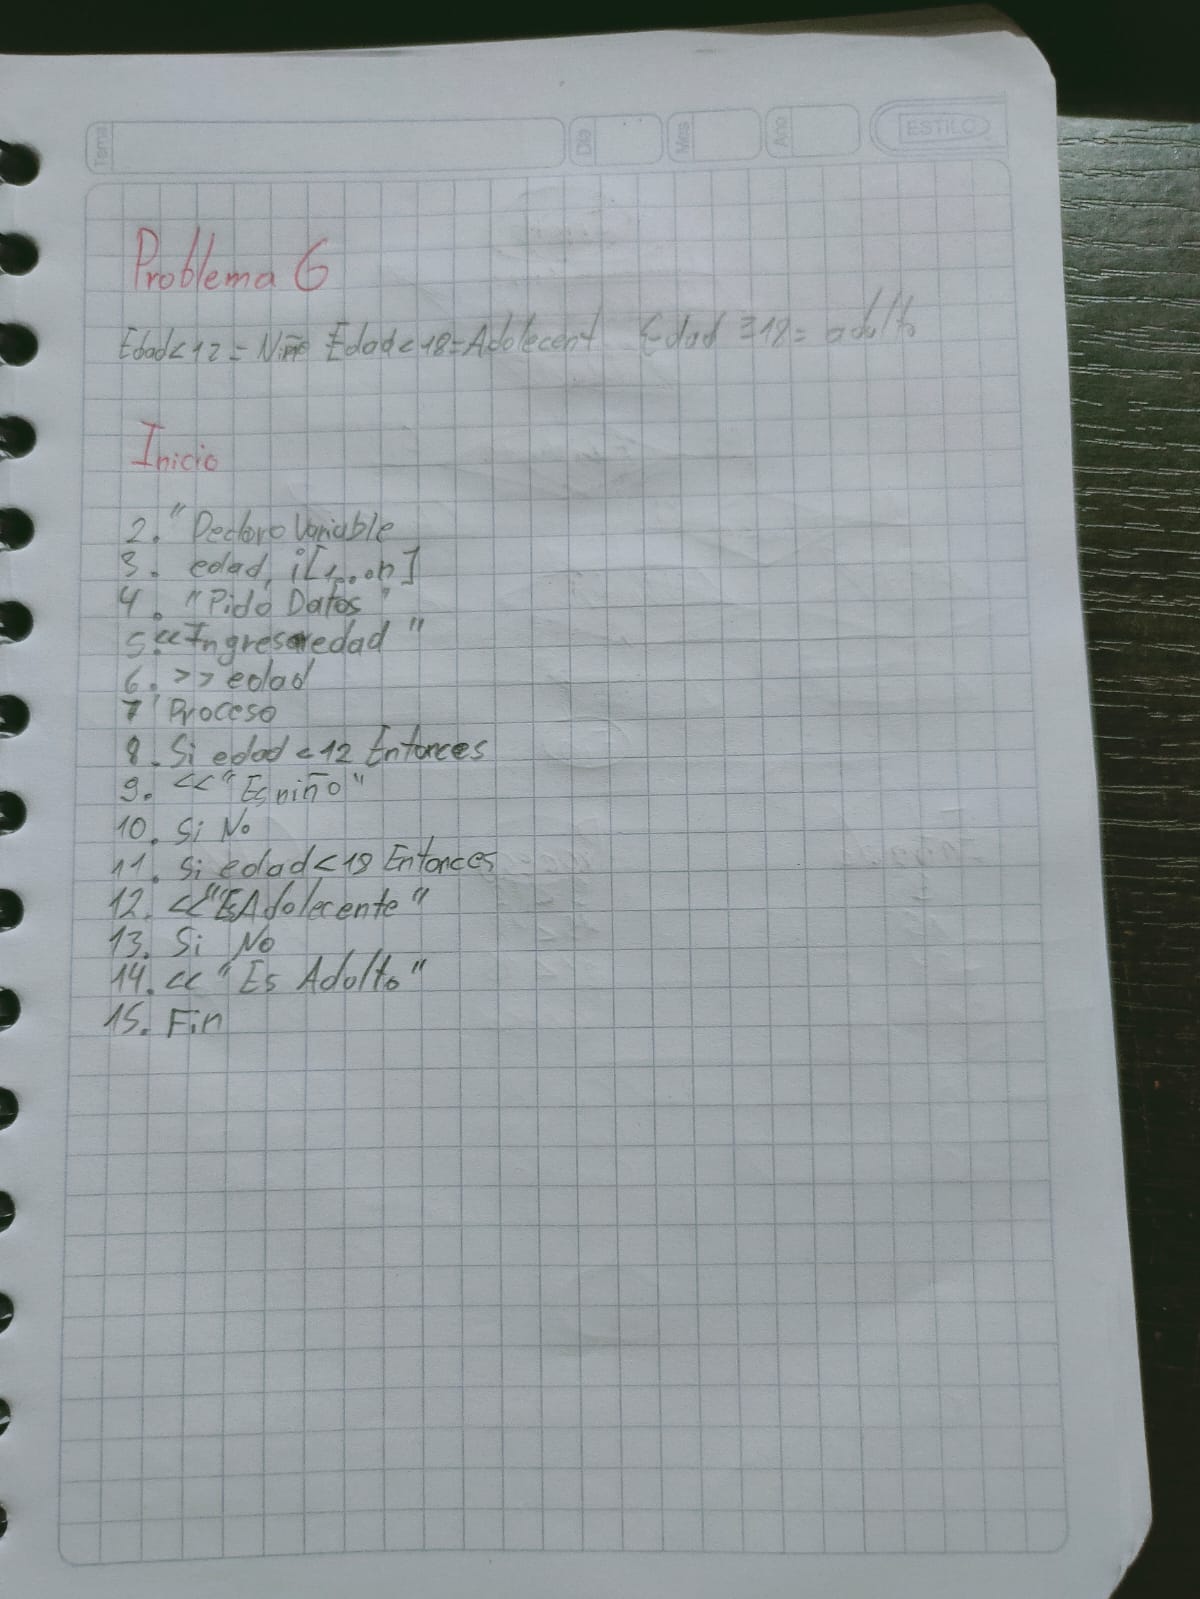 Tema
Dia
Mes
Año
ESTILO
Problema 6
Edad<12=Niño Edad<18=Adolecent Edad ≥18= adulto
Inicio
2. "Declaro Variable
3. edad, i[1...n]
4. "Pido Datos"
5. <<Ingrese edad"
6. >> edad
7 'Proceso
8. Si edad <12 Entonces
9. <<"Es niño"
10. Si No
11. Si edad<18 Entonces
12. <<"Es Adolecente"
13. Si No
14. << "Es Adulto"
15. Fin